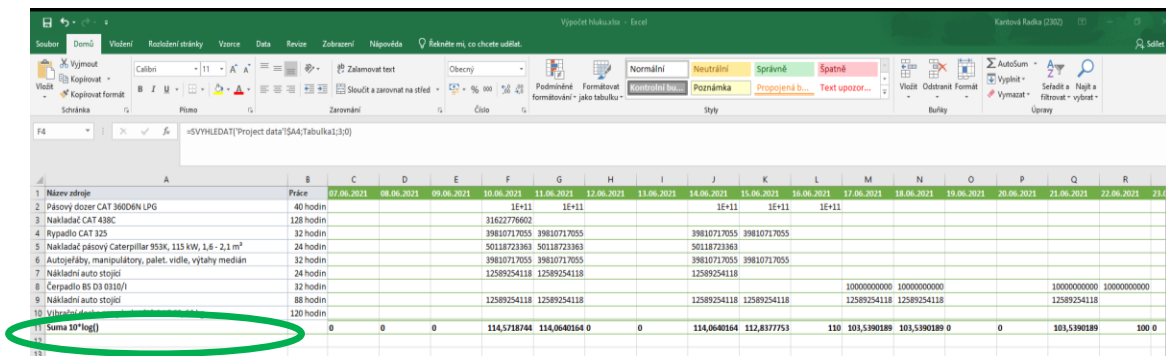 Výpočet hluku.xlsx - Excel
Kantová Radka (2302)
Soubor Domů Vložení Rozložení stránky Vzorce Data Revize Zobrazení Nápověda Řekněte mi, co chcete udělat. Sdílet
Vložit
Vyjmout
Kopírovat
Kopírovat formát
Schránka
Calibri 11
B I U
Písmo
Zalamovat text
Sloučit a zarovnat na střed
Zarovnání
Obecný
% 000
Číslo
Podmíněné formátování
Formátovat jako tabulku
Normální Neutrální Správně Špatně
Kontrolní bu... Poznámka Propojená b... Text upozor...
Styly
Vložit Odstranit Formát
Buňky
AutoSum
Vyplnit
Vymazat
Seřadit a filtrovat
Najít a vybrat
Úpravy
F4 fx =SVYHLEDAT('Project data'!$A4;Tabulka1;3;0)
A B C D E F G H I J K L M N O P Q R
1 Název zdroje Práce 07.06.2021 08.06.2021 09.06.2021 10.06.2021 11.06.2021 12.06.2021 13.06.2021 14.06.2021 15.06.2021 16.06.2021 17.06.2021 18.06.2021 19.06.2021 20.06.2021 21.06.2021 22.06.2021 23.0
2 Pásový dozer CAT 360D6N LPG 40 hodin 1E+11 1E+11 1E+11 1E+11 1E+11
3 Nakladač CAT 438C 128 hodin 31622776602
4 Rypadlo CAT 325 32 hodin 39810717055 39810717055 39810717055 39810717055
5 Nakladač pásový Caterpillar 953K, 115 kW, 1,6 - 2,1 m³ 24 hodin 50118723363 50118723363 50118723363
6 Autojeřáby, manipulátory, palet. vidle, výtahy medián 32 hodin 39810717055 39810717055 39810717055 39810717055
7 Nákladní auto stojící 24 hodin 12589254118 12589254118 12589254118
8 Čerpadlo BS D3 0310/I 32 hodin 10000000000 10000000000 10000000000 10000000000
9 Nákladní auto stojící 88 hodin 12589254118 12589254118 12589254118 12589254118 12589254118 12589254118 12589254118
10 Vibrační 120 hodin
11 Suma 10*log() 0 0 0 114,5718744 114,0640164 0 0 114,0640164 112,8377753 110 103,5390189 103,5390189 0 0 103,5390189 100 0
12
13